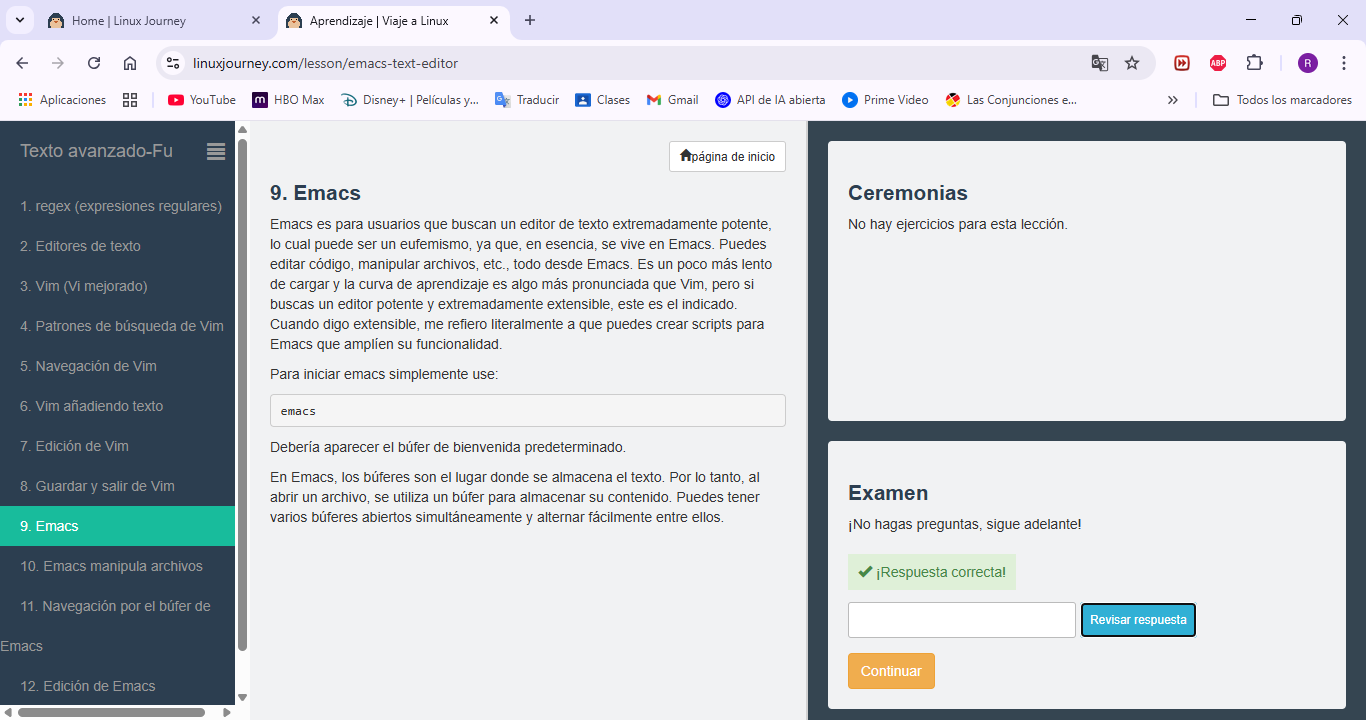 Home | Linux Journey
Aprendizaje | Viaje a Linux
linuxjourney.com/lesson/emacs-text-editor
ABP
R
Aplicaciones
YouTube
HBO Max
Disney+ | Películas y...
Traducir
Clases
Gmail
API de IA abierta
Prime Video
Las Conjunciones e...
Todos los marcadores
Texto avanzado-Fu
1. regex (expresiones regulares)
2. Editores de texto
3. Vim (Vi mejorado)
4. Patrones de búsqueda de Vim
5. Navegación de Vim
6. Vim añadiendo texto
7. Edición de Vim
8. Guardar y salir de Vim
9. Emacs
10. Emacs manipula archivos
11. Navegación por el búfer de
Emacs
12. Edición de Emacs
página de inicio
9. Emacs
Emacs es para usuarios que buscan un editor de texto extremadamente potente,
lo cual puede ser un eufemismo, ya que, en esencia, se vive en Emacs. Puedes
editar código, manipular archivos, etc., todo desde Emacs. Es un poco más lento
de cargar y la curva de aprendizaje es algo más pronunciada que Vim, pero si
buscas un editor potente y extremadamente extensible, este es el indicado.
Cuando digo extensible, me refiero literalmente a que puedes crear scripts para
Emacs que amplíen su funcionalidad.
Para iniciar emacs simplemente use:
emacs
Debería aparecer el búfer de bienvenida predeterminado.
En Emacs, los búferes son el lugar donde se almacena el texto. Por lo tanto, al
abrir un archivo, se utiliza un búfer para almacenar su contenido. Puedes tener
varios búferes abiertos simultáneamente y alternar fácilmente entre ellos.
Ceremonias
No hay ejercicios para esta lección.
Examen
¡No hagas preguntas, sigue adelante!
¡Respuesta correcta!
Revisar respuesta
Continuar